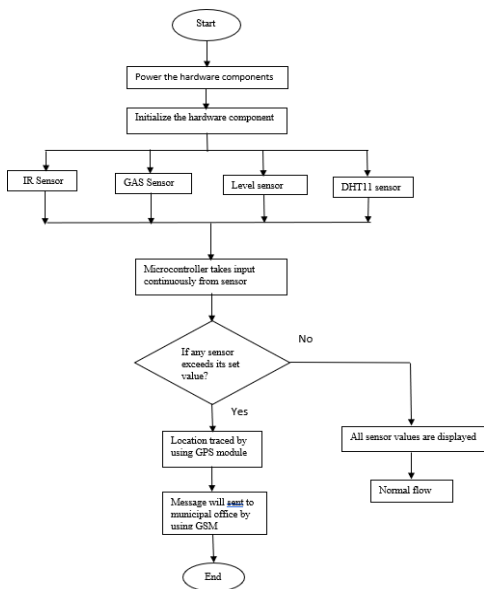 Start
Power the hardware components
Initialize the hardware component
IR Sensor
GAS Sensor
Level sensor
DHT11 sensor
Microcontroller takes input
continuously from sensor
If any sensor
exceeds its set
value?
No
Yes
Location traced by
using GPS module
All sensor values are displayed
Message will sent to
municipal office by
using GSM
Normal flow
End